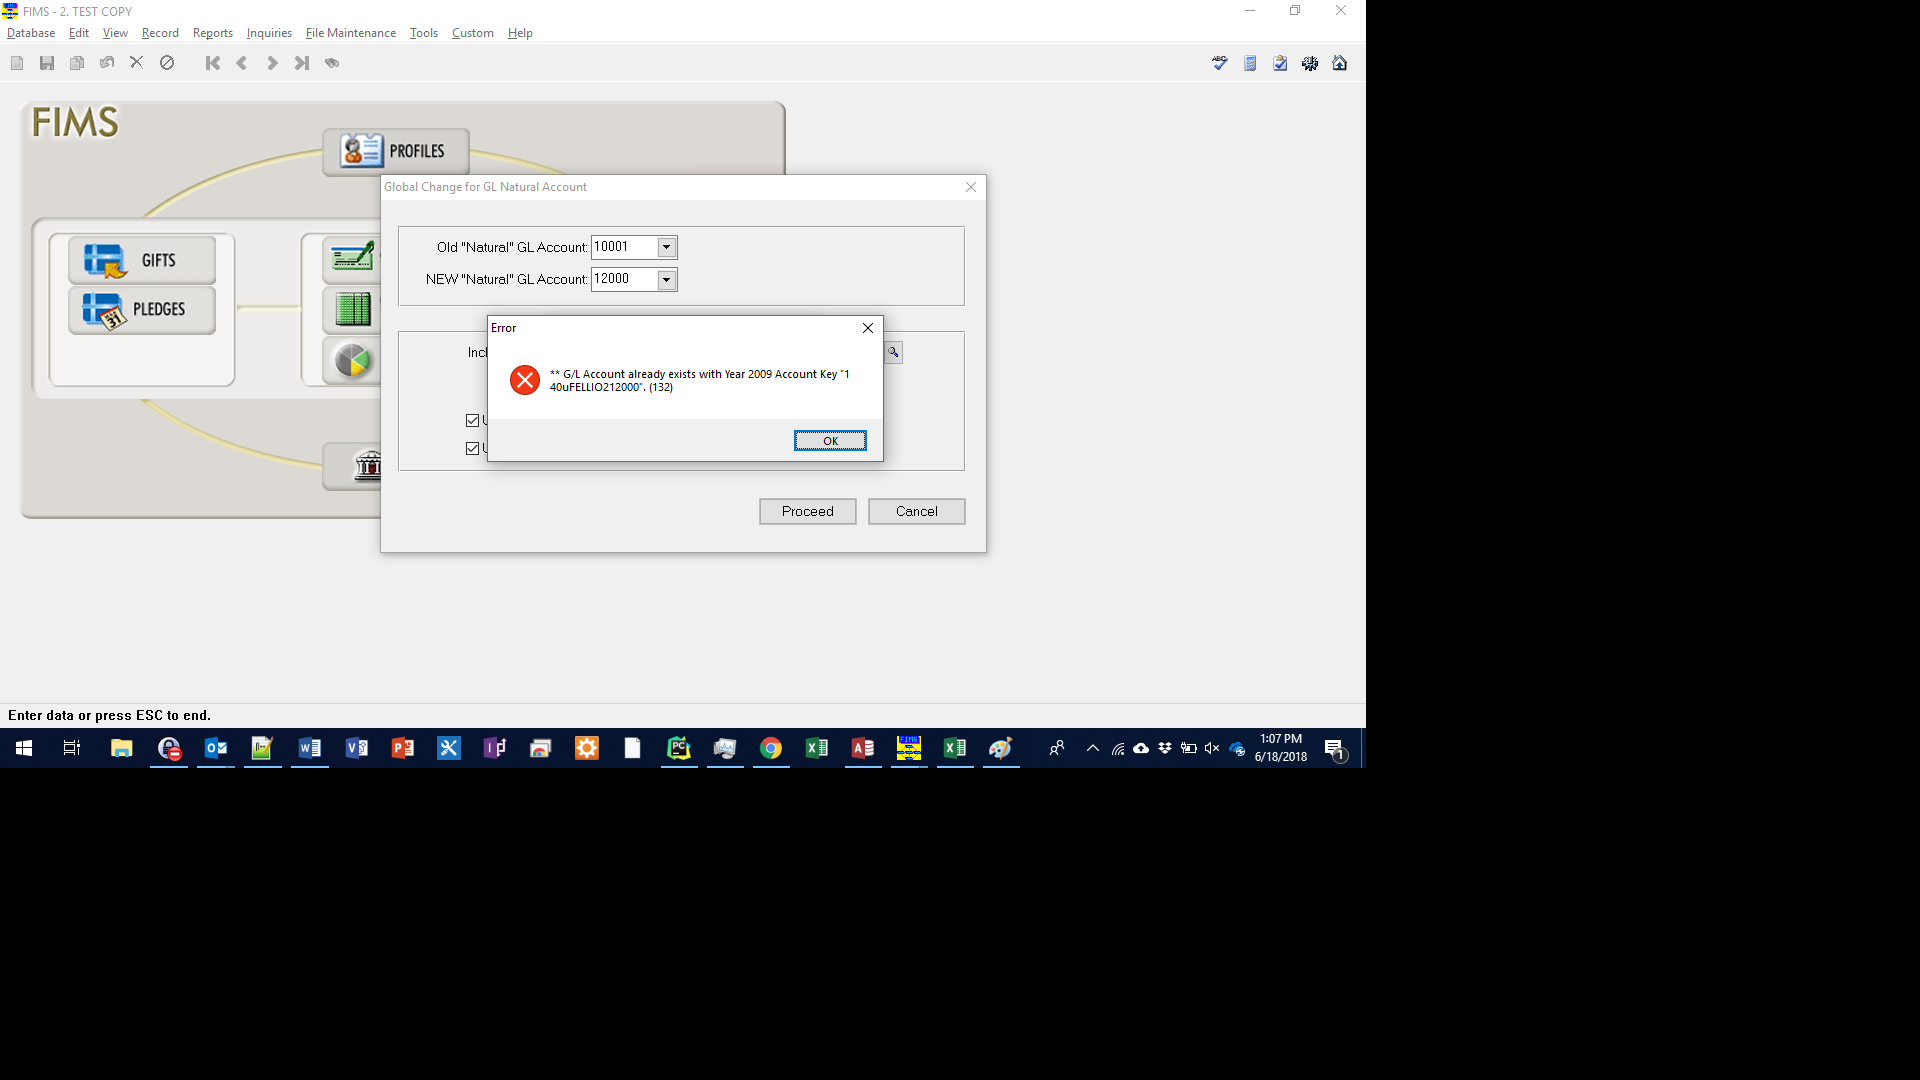 FIMS - 2. TEST COPY
Database Edit View Record Reports Inquiries File Maintenance Tools Custom Help
ABC
FIMS
PROFILES
GIFTS
PLEDGES
31
Global Change for GL Natural Account
Old "Natural" GL Account: 10001
NEW "Natural" GL Account: 12000
Incl
Error
** G/L Account already exists with Year 2009 Account Key "1
40uFELLIO212000". (132)
OK
Proceed Cancel
Enter data or press ESC to end.
1:07 PM
6/18/2018
1